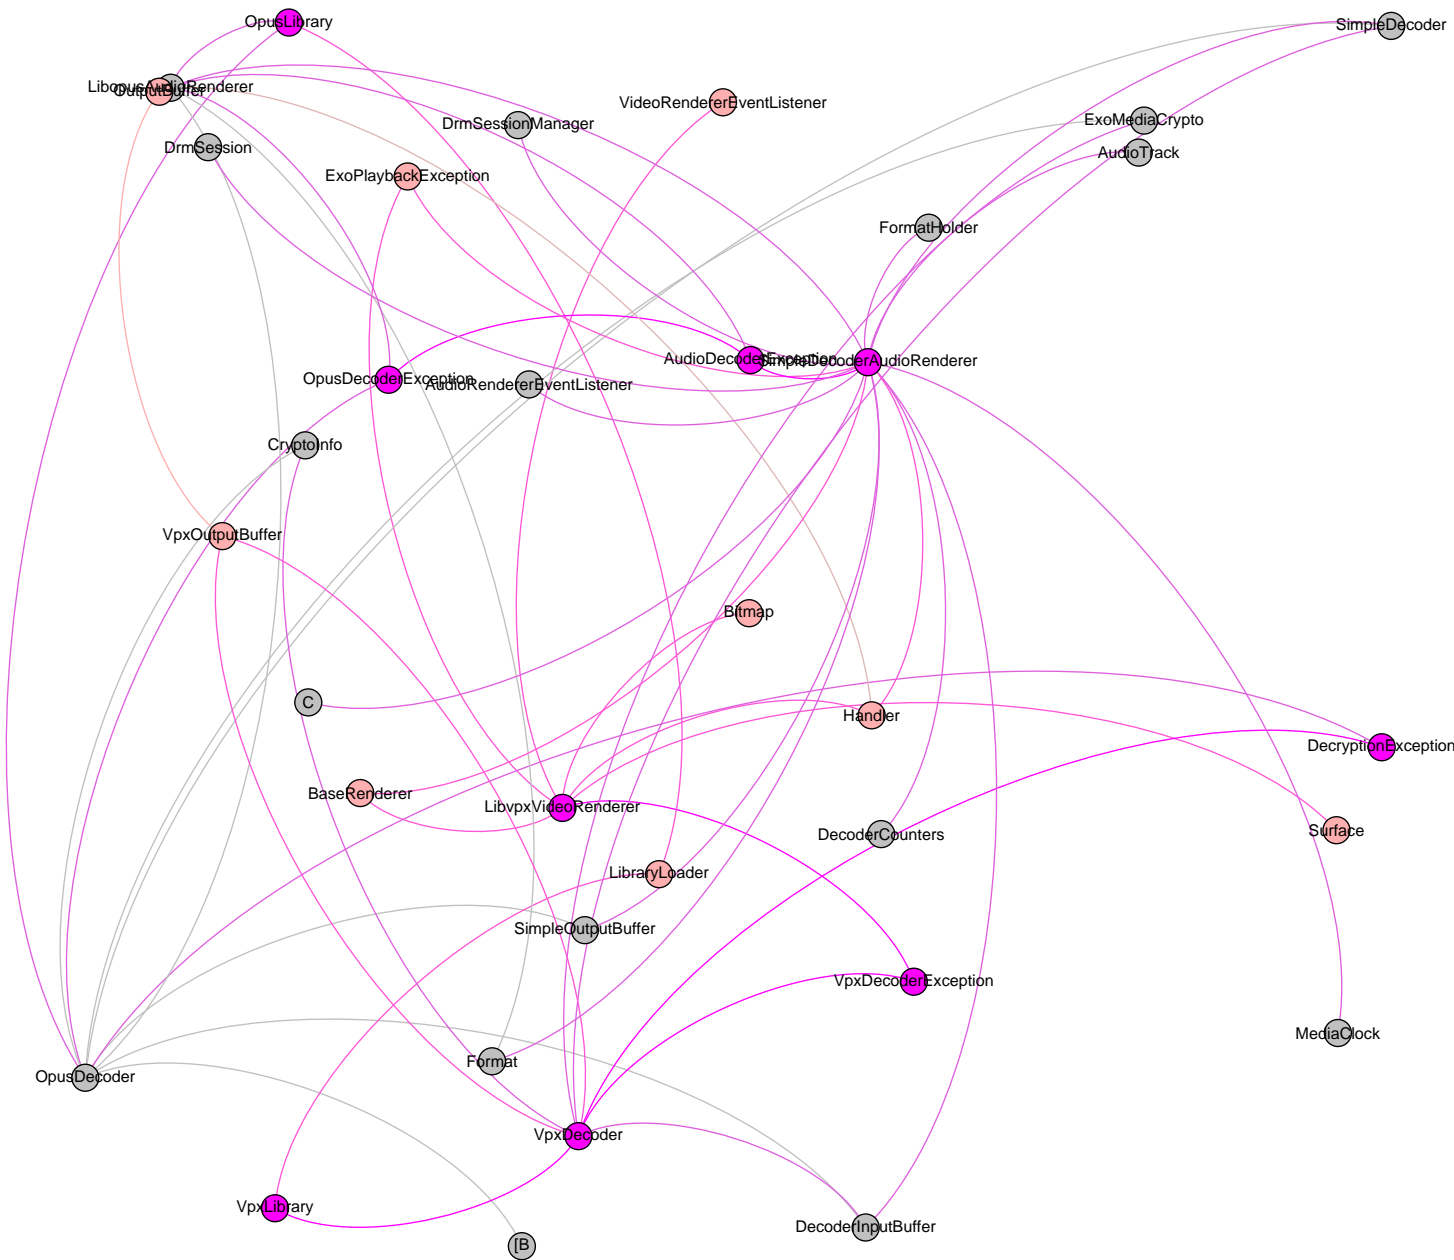 OpusLibrary
SimpleDecoder
LibopusAudioRenderer
OutputBuffer
VideoRendererEventListener
DrmSessionManager
ExoMediaCrypto
DrmSession
AudioTrack
ExoPlaybackException
FormatHolder
AudioDecoderException
SimpleDecoderAudioRenderer
OpusDecoderException
AudioRendererEventListener
CryptoInfo
VpxOutputBuffer
Bitmap
C
Handler
DecryptionException
BaseRenderer
LibvpxVideoRenderer
DecoderCounters
Surface
LibraryLoader
SimpleOutputBuffer
VpxDecoderException
MediaClock
Format
OpusDecoder
VpxDecoder
VpxLibrary
DecoderInputBuffer
[B